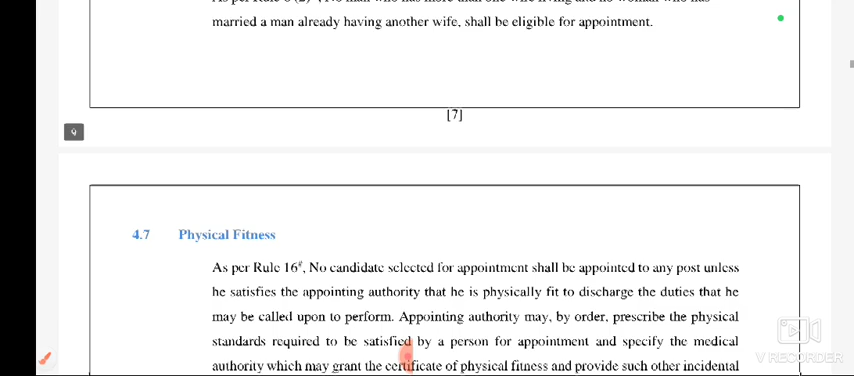 married a man already having another wife, shall be eligible for appointment.
[7]
9
4.7 Physical Fitness
As per Rule 16#, No candidate selected for appointment shall be appointed to any post unless
he satisfies the appointing authority that he is physically fit to discharge the duties that he
may be called upon to perform. Appointing authority may, by order, prescribe the physical
standards required to be satisfied by a person for appointment and specify the medical
authority which may grant the certificate of physical fitness and provide such other incidental
V RECORDER